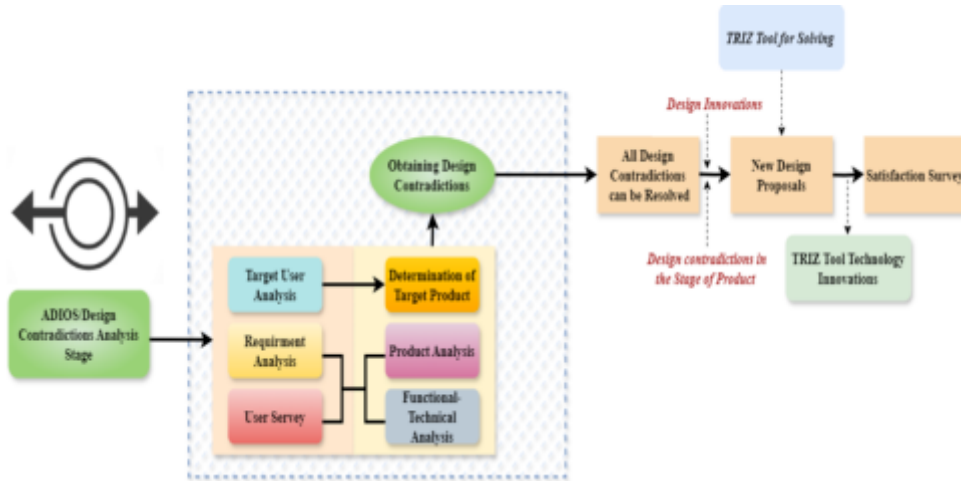 TRIZ Tool for Solving
Design Innovations
Obtaining Design
Contradictions
All Design
Contradictions
can be Resolved
New Design
Proposals
Satisfaction Survey
Design contradictions in
the Stage of Product
TRIZ Tool Technology
Innovations
Target User
Analysis
Determination of
Target Product
ADIOS/Design
Contradictions Analysis
Stage
Requirment
Analysis
Product Analysis
User Servey
Functional-
Technical
Analysis